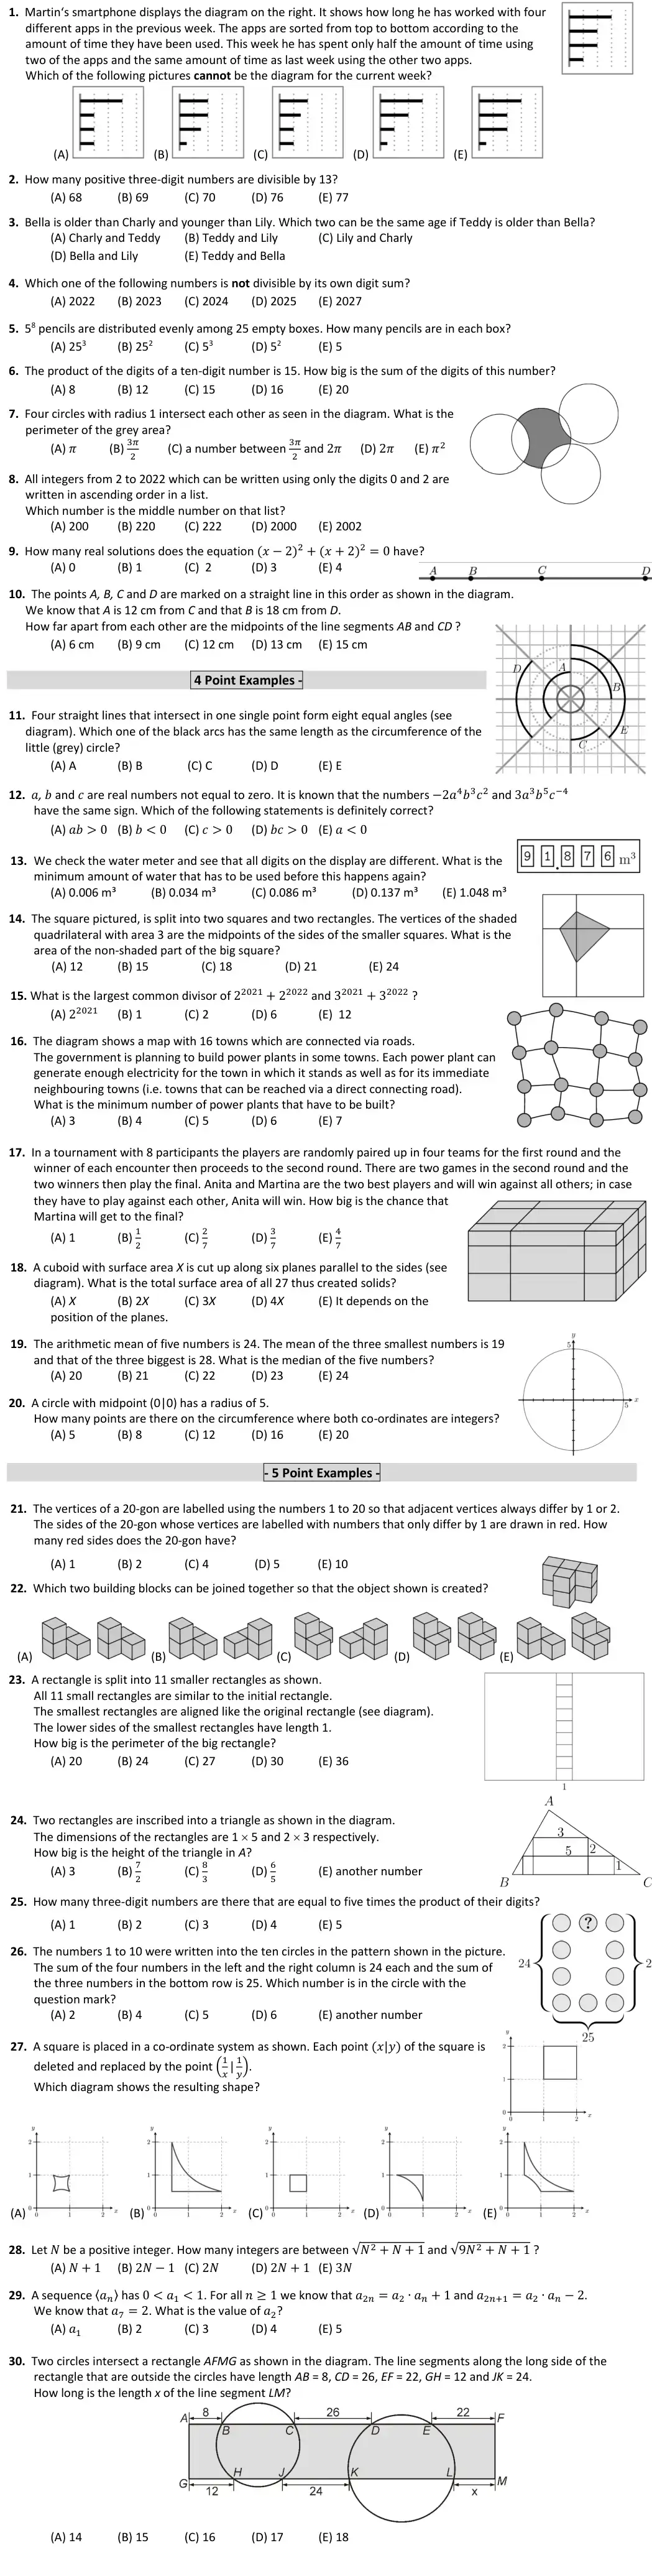 1. Martin‘s smartphone displays the diagram on the right. It shows how long he has worked with four
different apps in the previous week. The apps are sorted from top to bottom according to the
amount of time they have been used. This week he has spent only half the amount of time using
two of the apps and the same amount of time as last week using the other two apps.
Which of the following pictures cannot be the diagram for the current week?
(A) (B) (C) (D) (E)
2. How many positive three-digit numbers are divisible by 13?
(A) 68 (B) 69 (C) 70 (D) 76 (E) 77
3. Bella is older than Charly and younger than Lily. Which two can be the same age if Teddy is older than Bella?
(A) Charly and Teddy (B) Teddy and Lily (C) Lily and Charly
(D) Bella and Lily (E) Teddy and Bella
4. Which one of the following numbers is not divisible by its own digit sum?
(A) 2022 (B) 2023 (C) 2024 (D) 2025 (E) 2027
5. 5⁸ pencils are distributed evenly among 25 empty boxes. How many pencils are in each box?
(A) 25³ (B) 25² (C) 5³ (D) 5² (E) 5
6. The product of the digits of a ten-digit number is 15. How big is the sum of the digits of this number?
(A) 8 (B) 12 (C) 15 (D) 16 (E) 20
7. Four circles with radius 1 intersect each other as seen in the diagram. What is the
perimeter of the grey area?
(A) π (B) 3π/2 (C) a number between 3π/2 and 2π (D) 2π (E) π²
8. All integers from 2 to 2022 which can be written using only the digits 0 and 2 are
written in ascending order in a list.
Which number is the middle number on that list?
(A) 200 (B) 220 (C) 222 (D) 2000 (E) 2002
9. How many real solutions does the equation (x − 2)² + (x + 2)² = 0 have?
(A) 0 (B) 1 (C) 2 (D) 3 (E) 4
A B C D
10. The points A, B, C and D are marked on a straight line in this order as shown in the diagram.
We know that A is 12 cm from C and that B is 18 cm from D.
How far apart from each other are the midpoints of the line segments AB and CD ?
(A) 6 cm (B) 9 cm (C) 12 cm (D) 13 cm (E) 15 cm
4 Point Examples -
D A B C E
11. Four straight lines that intersect in one single point form eight equal angles (see
diagram). Which one of the black arcs has the same length as the circumference of the
little (grey) circle?
(A) A (B) B (C) C (D) D (E) E
12. a, b and c are real numbers not equal to zero. It is known that the numbers −2a⁴b³c² and 3a³b⁵c⁻⁴
have the same sign. Which of the following statements is definitely correct?
(A) ab > 0 (B) b < 0 (C) c > 0 (D) bc > 0 (E) a < 0
13. We check the water meter and see that all digits on the display are different. What is the
minimum amount of water that has to be used before this happens again?
9 1 . 8 7 6 m³
(A) 0.006 m³ (B) 0.034 m³ (C) 0.086 m³ (D) 0.137 m³ (E) 1.048 m³
14. The square pictured, is split into two squares and two rectangles. The vertices of the shaded
quadrilateral with area 3 are the midpoints of the sides of the smaller squares. What is the
area of the non-shaded part of the big square?
(A) 12 (B) 15 (C) 18 (D) 21 (E) 24
15. What is the largest common divisor of 2²⁰²¹ + 2²⁰²² and 3²⁰²¹ + 3²⁰²² ?
(A) 2²⁰²¹ (B) 1 (C) 2 (D) 6 (E) 12
16. The diagram shows a map with 16 towns which are connected via roads.
The government is planning to build power plants in some towns. Each power plant can
generate enough electricity for the town in which it stands as well as for its immediate
neighbouring towns (i.e. towns that can be reached via a direct connecting road).
What is the minimum number of power plants that have to be built?
(A) 3 (B) 4 (C) 5 (D) 6 (E) 7
17. In a tournament with 8 participants the players are randomly paired up in four teams for the first round and the
winner of each encounter then proceeds to the second round. There are two games in the second round and the
two winners then play the final. Anita and Martina are the two best players and will win against all others; in case
they have to play against each other, Anita will win. How big is the chance that
Martina will get to the final?
(A) 1 (B) 1/2 (C) 2/7 (D) 3/7 (E) 4/7
18. A cuboid with surface area X is cut up along six planes parallel to the sides (see
diagram). What is the total surface area of all 27 thus created solids?
(A) X (B) 2X (C) 3X (D) 4X (E) It depends on the
position of the planes.
19. The arithmetic mean of five numbers is 24. The mean of the three smallest numbers is 19
and that of the three biggest is 28. What is the median of the five numbers?
(A) 20 (B) 21 (C) 22 (D) 23 (E) 24
y 5 5 x
20. A circle with midpoint (0|0) has a radius of 5.
How many points are there on the circumference where both co-ordinates are integers?
(A) 5 (B) 8 (C) 12 (D) 16 (E) 20
- 5 Point Examples -
21. The vertices of a 20-gon are labelled using the numbers 1 to 20 so that adjacent vertices always differ by 1 or 2.
The sides of the 20-gon whose vertices are labelled with numbers that only differ by 1 are drawn in red. How
many red sides does the 20-gon have?
(A) 1 (B) 2 (C) 4 (D) 5 (E) 10
22. Which two building blocks can be joined together so that the object shown is created?
(A) (B) (C) (D) (E)
23. A rectangle is split into 11 smaller rectangles as shown.
All 11 small rectangles are similar to the initial rectangle.
The smallest rectangles are aligned like the original rectangle (see diagram).
The lower sides of the smallest rectangles have length 1.
How big is the perimeter of the big rectangle?
(A) 20 (B) 24 (C) 27 (D) 30 (E) 36
1
24. Two rectangles are inscribed into a triangle as shown in the diagram.
The dimensions of the rectangles are 1 × 5 and 2 × 3 respectively.
How big is the height of the triangle in A?
(A) 3 (B) 7/2 (C) 8/3 (D) 6/5 (E) another number
A 3 5 2 1 B C
25. How many three-digit numbers are there that are equal to five times the product of their digits?
(A) 1 (B) 2 (C) 3 (D) 4 (E) 5
26. The numbers 1 to 10 were written into the ten circles in the pattern shown in the picture.
The sum of the four numbers in the left and the right column is 24 each and the sum of
the three numbers in the bottom row is 25. Which number is in the circle with the
question mark?
(A) 2 (B) 4 (C) 5 (D) 6 (E) another number
? 24 2 25
27. A square is placed in a co-ordinate system as shown. Each point (x|y) of the square is
deleted and replaced by the point (1/x | 1/y).
Which diagram shows the resulting shape?
y 2 1 0 0 1 2 x
(A) y 2 1 0 0 1 2 x (B) y 2 1 0 0 1 2 x (C) y 2 1 0 0 1 2 x (D) y 2 1 0 0 1 2 x (E) y 2 1 0 0 1 2 x
28. Let N be a positive integer. How many integers are between √(N² + N + 1) and √(9N² + N + 1) ?
(A) N + 1 (B) 2N − 1 (C) 2N (D) 2N + 1 (E) 3N
29. A sequence ⟨aₙ⟩ has 0 < a₁ < 1. For all n ≥ 1 we know that a₂ₙ = a₂ · aₙ + 1 and a₂ₙ₊₁ = a₂ · aₙ − 2.
We know that a₇ = 2. What is the value of a₂?
(A) a₁ (B) 2 (C) 3 (D) 4 (E) 5
30. Two circles intersect a rectangle AFMG as shown in the diagram. The line segments along the long side of the
rectangle that are outside the circles have length AB = 8, CD = 26, EF = 22, GH = 12 and JK = 24.
How long is the length x of the line segment LM?
8 26 22
A B C D E F
G H J K L M
12 24 x
(A) 14 (B) 15 (C) 16 (D) 17 (E) 18